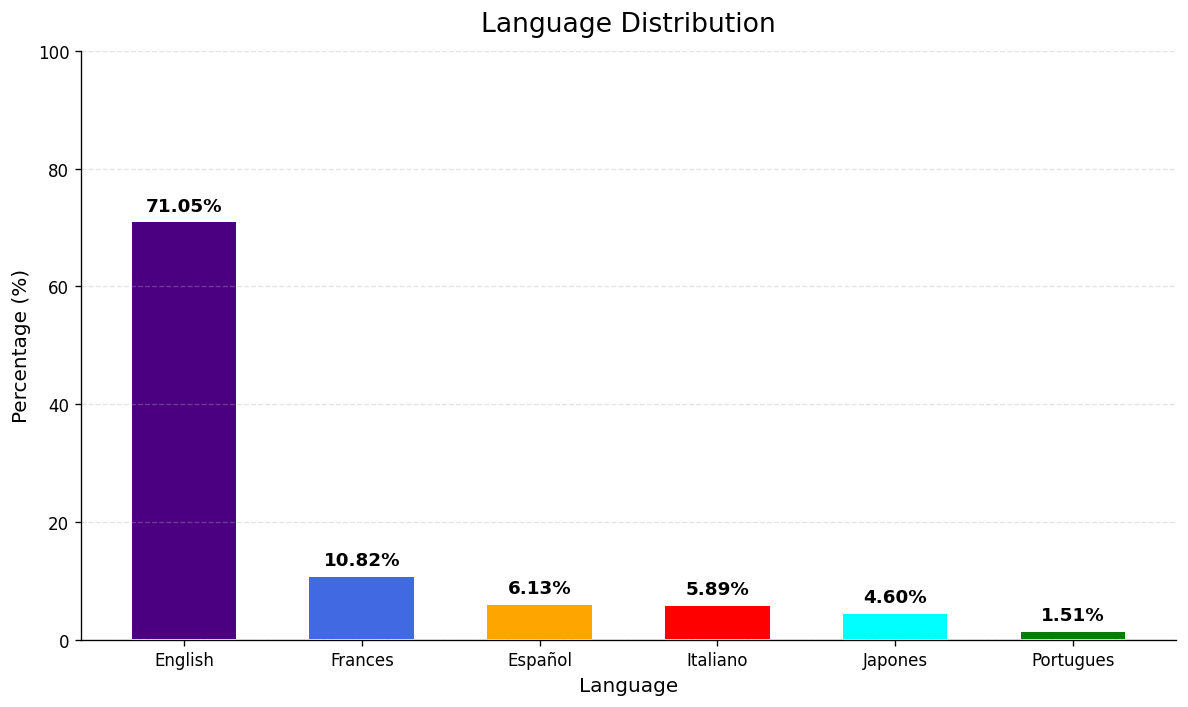 Language Distribution
Percentage (%)
100
80
60
40
20
0
71.05%
10.82%
6.13%
5.89%
4.60%
1.51%
English
Frances
Español
Italiano
Japones
Portugues
Language